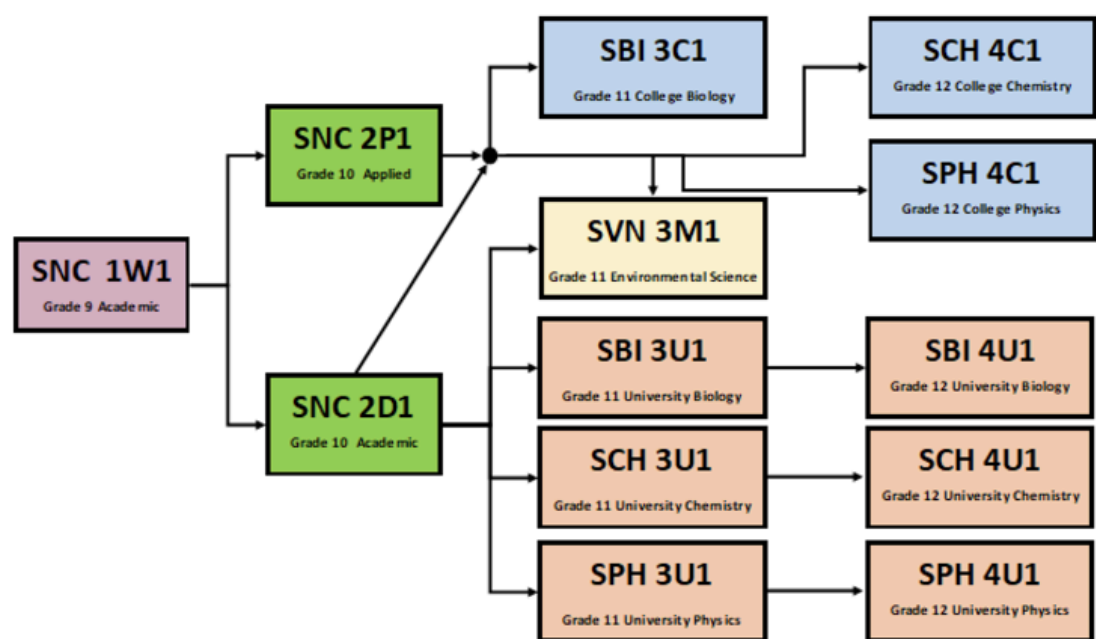 SBI 3C1
Grade 11 College Biology
SCH 4C1
Grade 12 College Chemistry
SNC 2P1
Grade 10 Applied
SPH 4C1
Grade 12 College Physics
SVN 3M1
Grade 11 Environmental Science
SNC 1W1
Grade 9 Academic
SBI 3U1
Grade 11 University Biology
SBI 4U1
Grade 12 University Biology
SNC 2D1
Grade 10 Academic
SCH 3U1
Grade 11 University Chemistry
SCH 4U1
Grade 12 University Chemistry
SPH 3U1
Grade 11 University Physics
SPH 4U1
Grade 12 University Physics